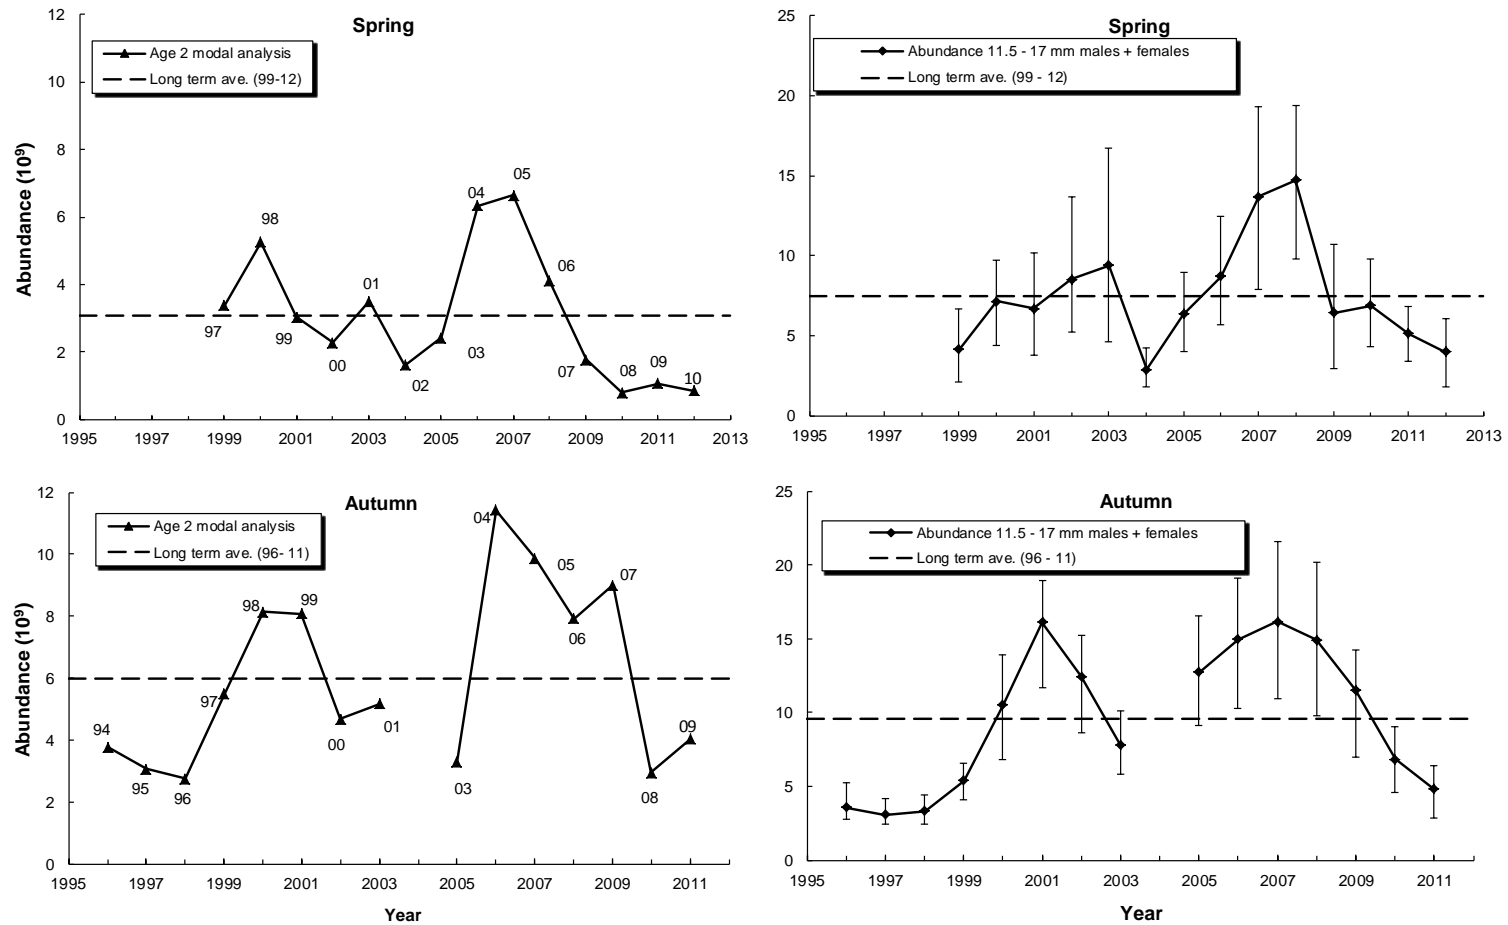 Spring
Age 2 modal analysis
Long term ave. (99-12)
Abundance (10⁹)
12
10
8
6
4
2
0
97
98
99
00
01
02
03
04
05
06
07
08
09
10
1995 1997 1999 2001 2003 2005 2007 2009 2011 2013
Spring
Abundance 11.5 - 17 mm males + females
Long term ave. (99 - 12)
25
20
15
10
5
0
1995 1997 1999 2001 2003 2005 2007 2009 2011 2013
Autumn
Age 2 modal analysis
Long term ave. (96- 11)
Abundance (10⁹)
12
10
8
6
4
2
0
94
95
96
97
98
99
00
01
03
04
05
06
07
08
09
1995 1997 1999 2001 2003 2005 2007 2009 2011
Year
Autumn
Abundance 11.5 - 17 mm males + females
Long term ave. (96 - 11)
25
20
15
10
5
0
1995 1997 1999 2001 2003 2005 2007 2009 2011
Year